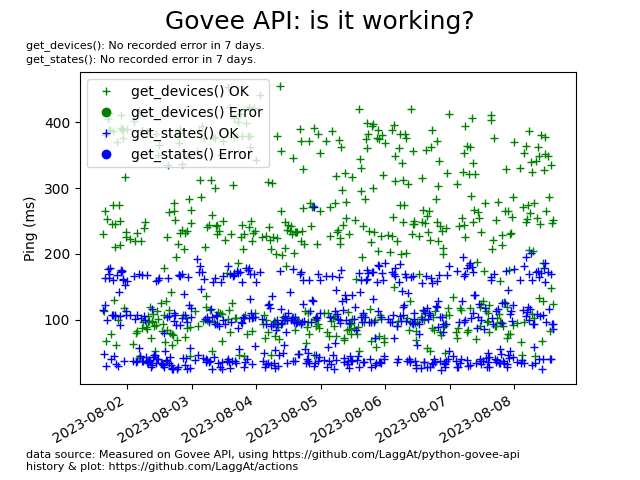 Govee API: is it working?
get_devices(): No recorded error in 7 days.
get_states(): No recorded error in 7 days.
get_devices() OK
get_devices() Error
get_states() OK
get_states() Error
Ping (ms)
400
300
200
100
2023-08-02
2023-08-03
2023-08-04
2023-08-05
2023-08-06
2023-08-07
2023-08-08
data source: Measured on Govee API, using https://github.com/LaggAt/python-govee-api
history & plot: https://github.com/LaggAt/actions